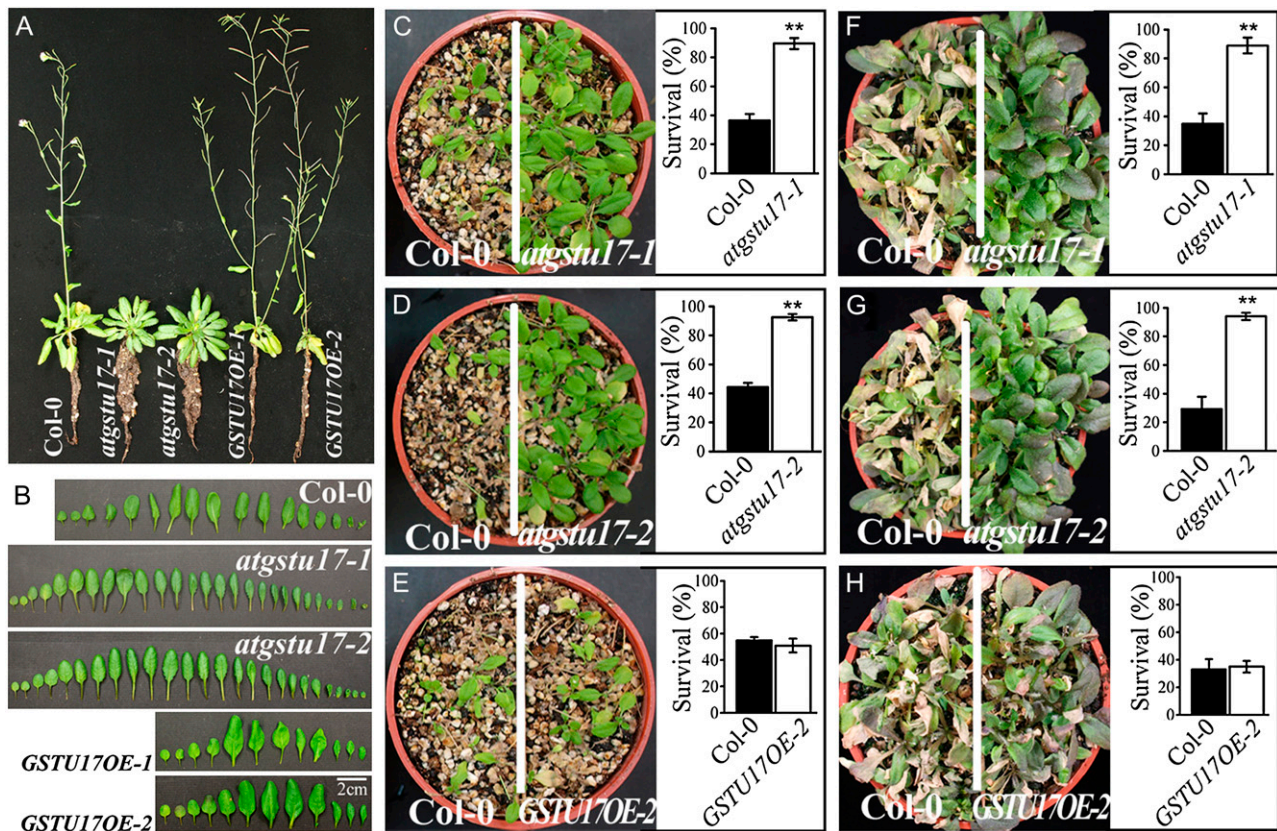 A
Col-0
atgstu17-1
atgstu17-2
GSTU17OE-1
GSTU17OE-2
B
Col-0
atgstu17-1
atgstu17-2
GSTU17OE-1
2cm
GSTU17OE-2
C
Col-0 atgstu17-1
Survival (%)
100
80
60
40
20
0
**
Col-0
atgstu17-1
D
Col-0 atgstu17-2
Survival (%)
100
80
60
40
20
0
**
Col-0
atgstu17-2
E
Col-0 GSTU17OE-2
Survival (%)
100
80
60
40
20
0
Col-0
GSTU17OE-2
F
Col-0 atgstu17-1
Survival (%)
100
80
60
40
20
0
**
Col-0
atgstu17-1
G
Col-0 atgstu17-2
Survival (%)
100
80
60
40
20
0
**
Col-0
atgstu17-2
H
Col-0 GSTU17OE-2
Survival (%)
100
80
60
40
20
0
Col-0
GSTU17OE-2